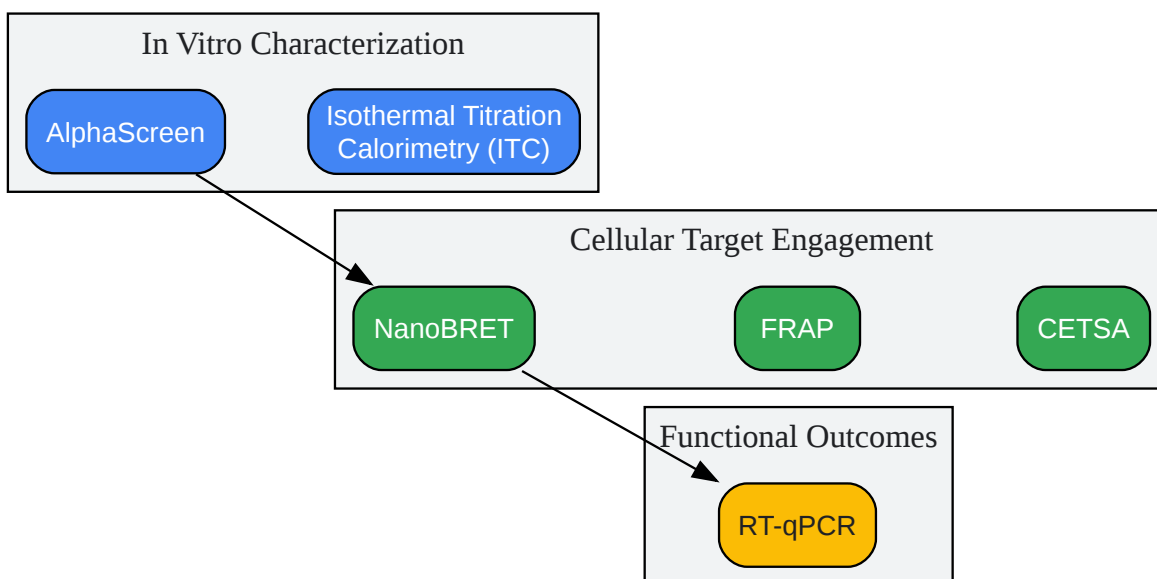 In Vitro Characterization
AlphaScreen
Isothermal Titration
Calorimetry (ITC)
Cellular Target Engagement
NanoBRET
FRAP
CETSA
Functional Outcomes
RT-qPCR